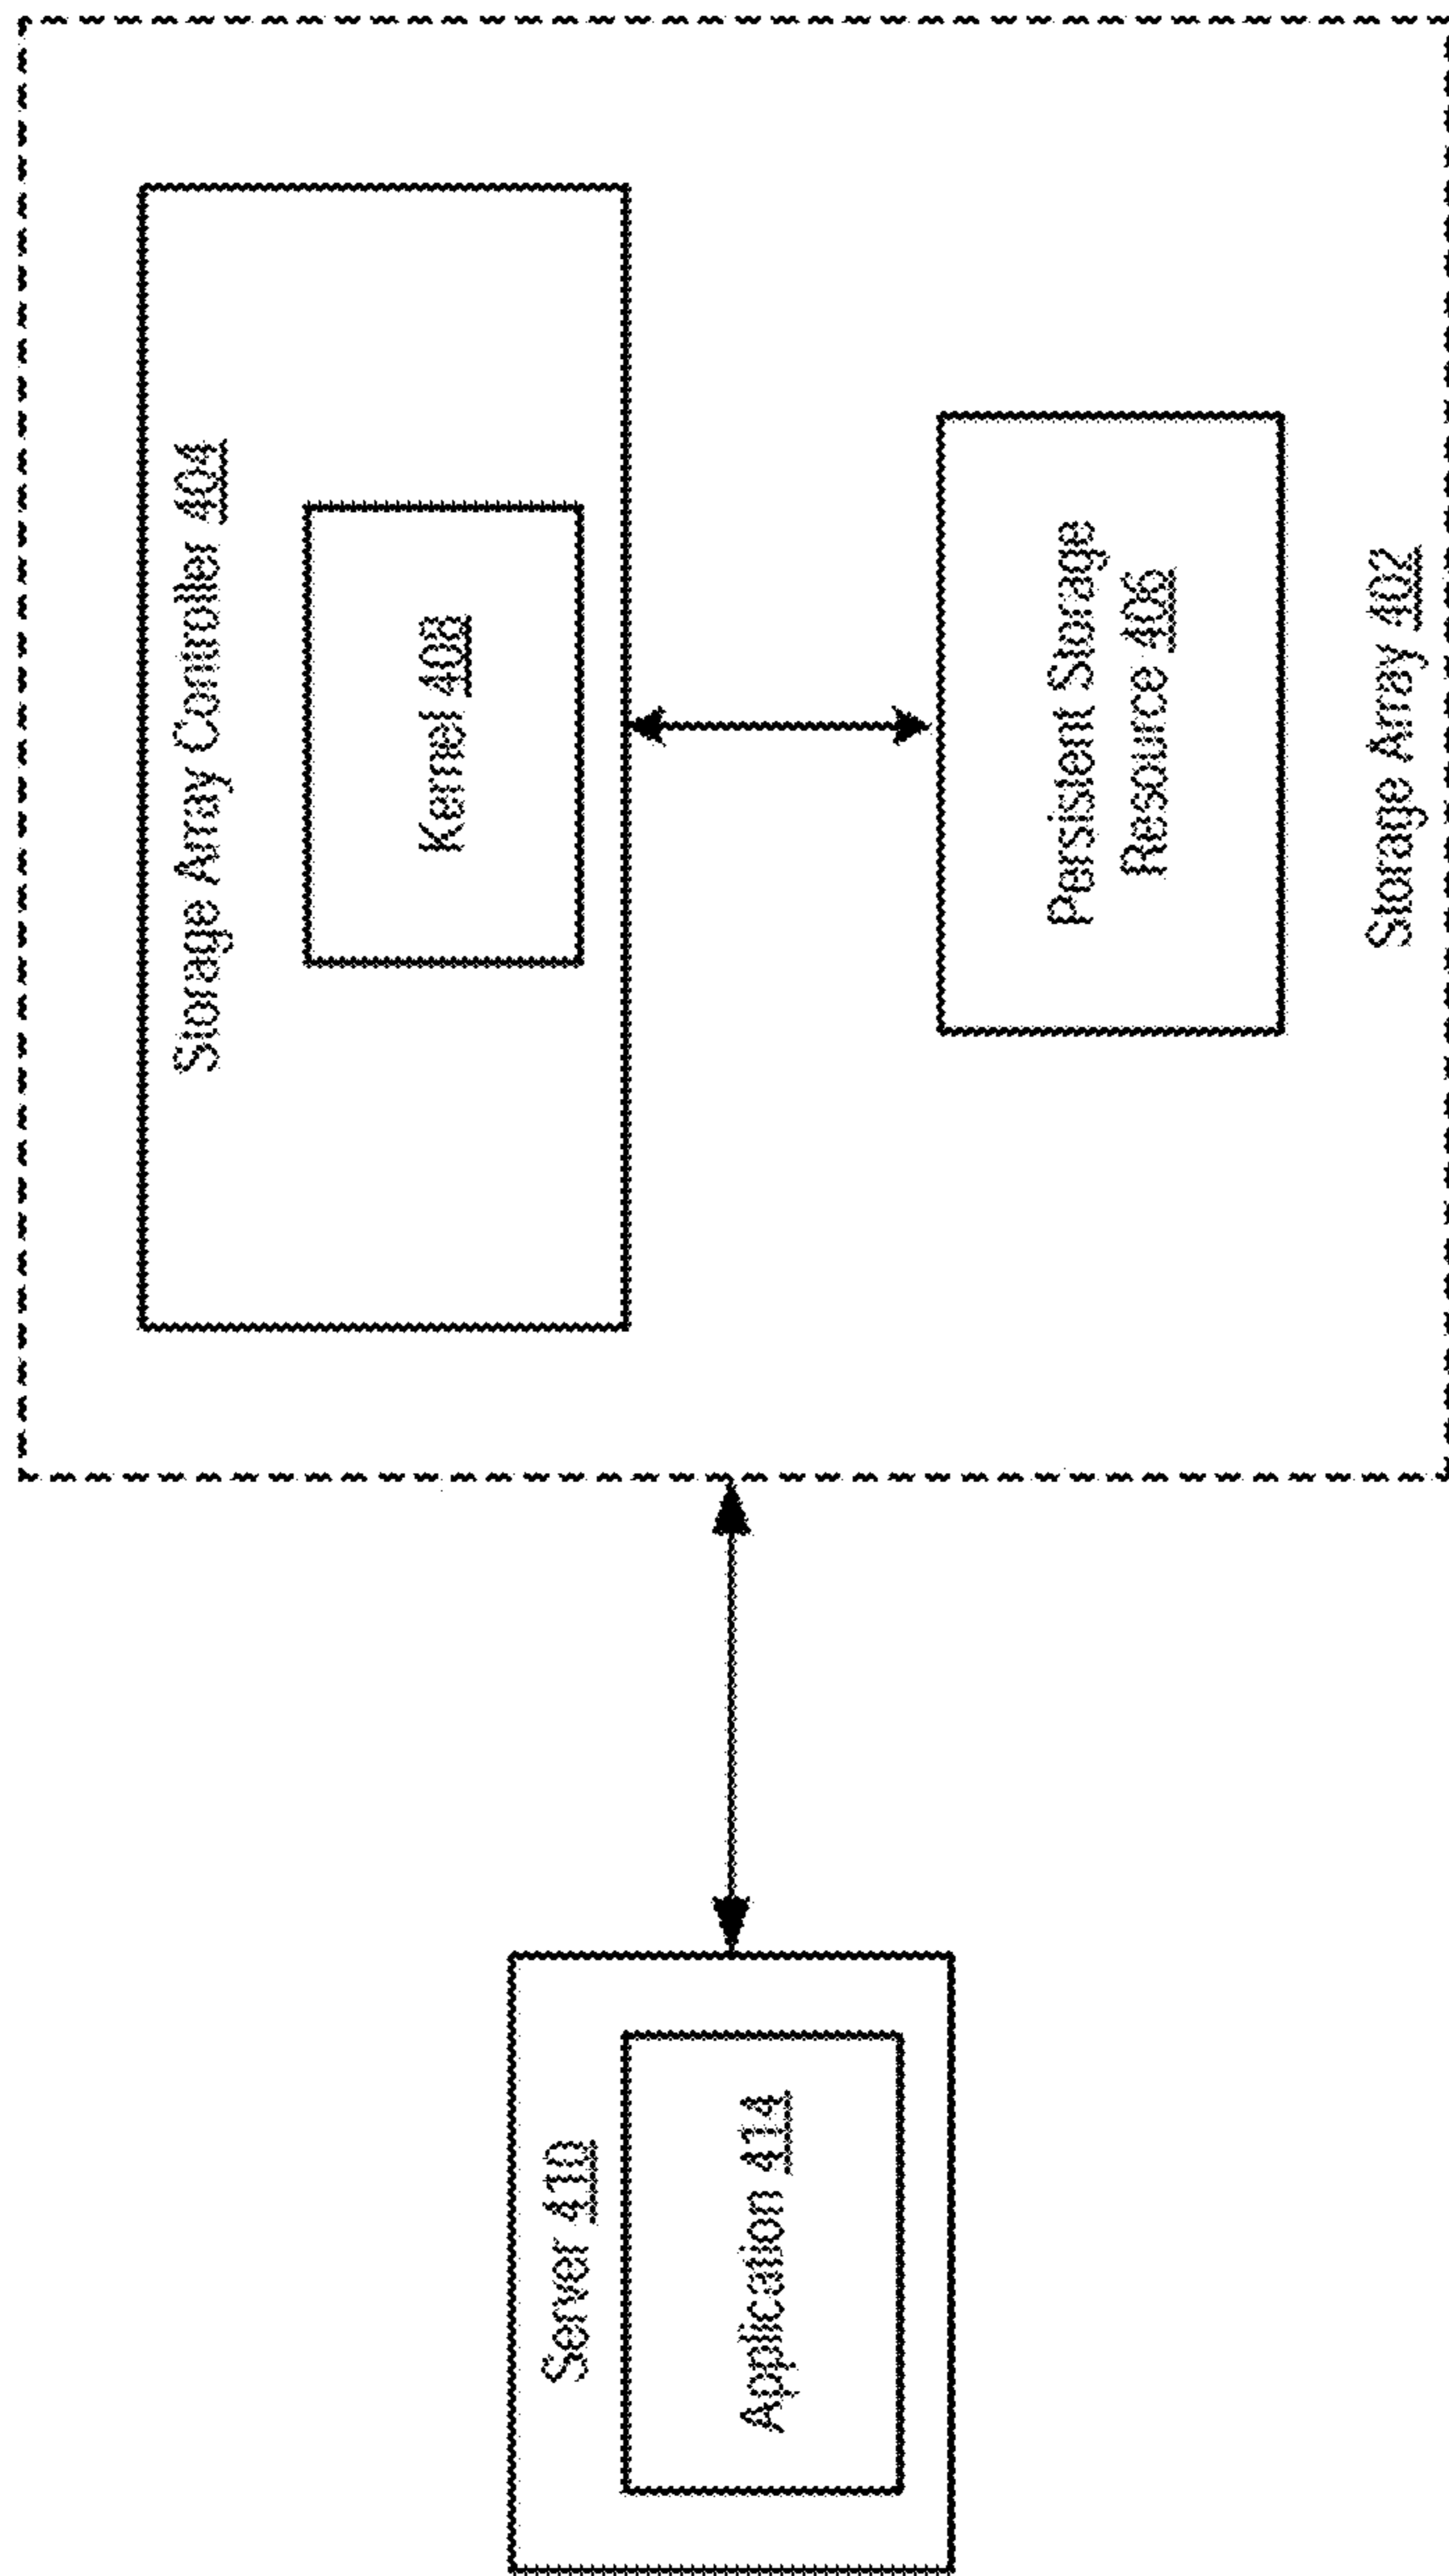 Server 410
Application 414
Storage Array Controller 404
Kernel 408
Persistent Storage
Resource 406
Storage Array 402